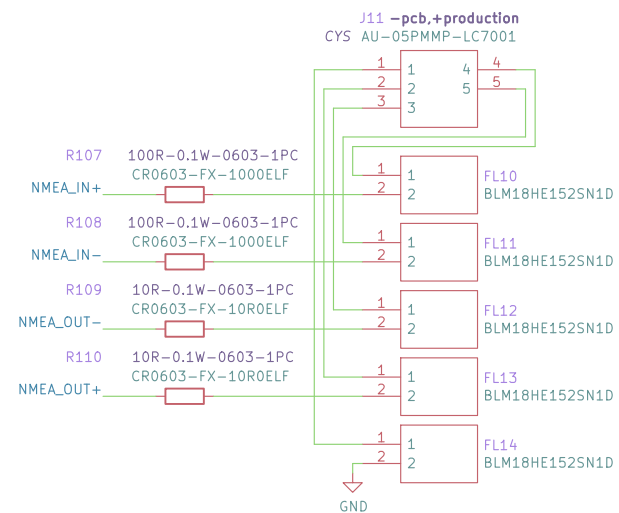 J11 -pcb,+production
CYS AU-05PMMP-LC7001
1 1 4 4
2 2 5 5
3 3
R107 100R-0.1W-0603-1PC
CR0603-FX-1000ELF
NMEA_IN+
1 1 FL10
2 2 BLM18HE152SN1D
R108 100R-0.1W-0603-1PC
CR0603-FX-1000ELF
NMEA_IN-
1 1 FL11
2 2 BLM18HE152SN1D
R109 10R-0.1W-0603-1PC
CR0603-FX-10R0ELF
NMEA_OUT-
1 1 FL12
2 2 BLM18HE152SN1D
R110 10R-0.1W-0603-1PC
CR0603-FX-10R0ELF
NMEA_OUT+
1 1 FL13
2 2 BLM18HE152SN1D
1 1 FL14
2 2 BLM18HE152SN1D
GND